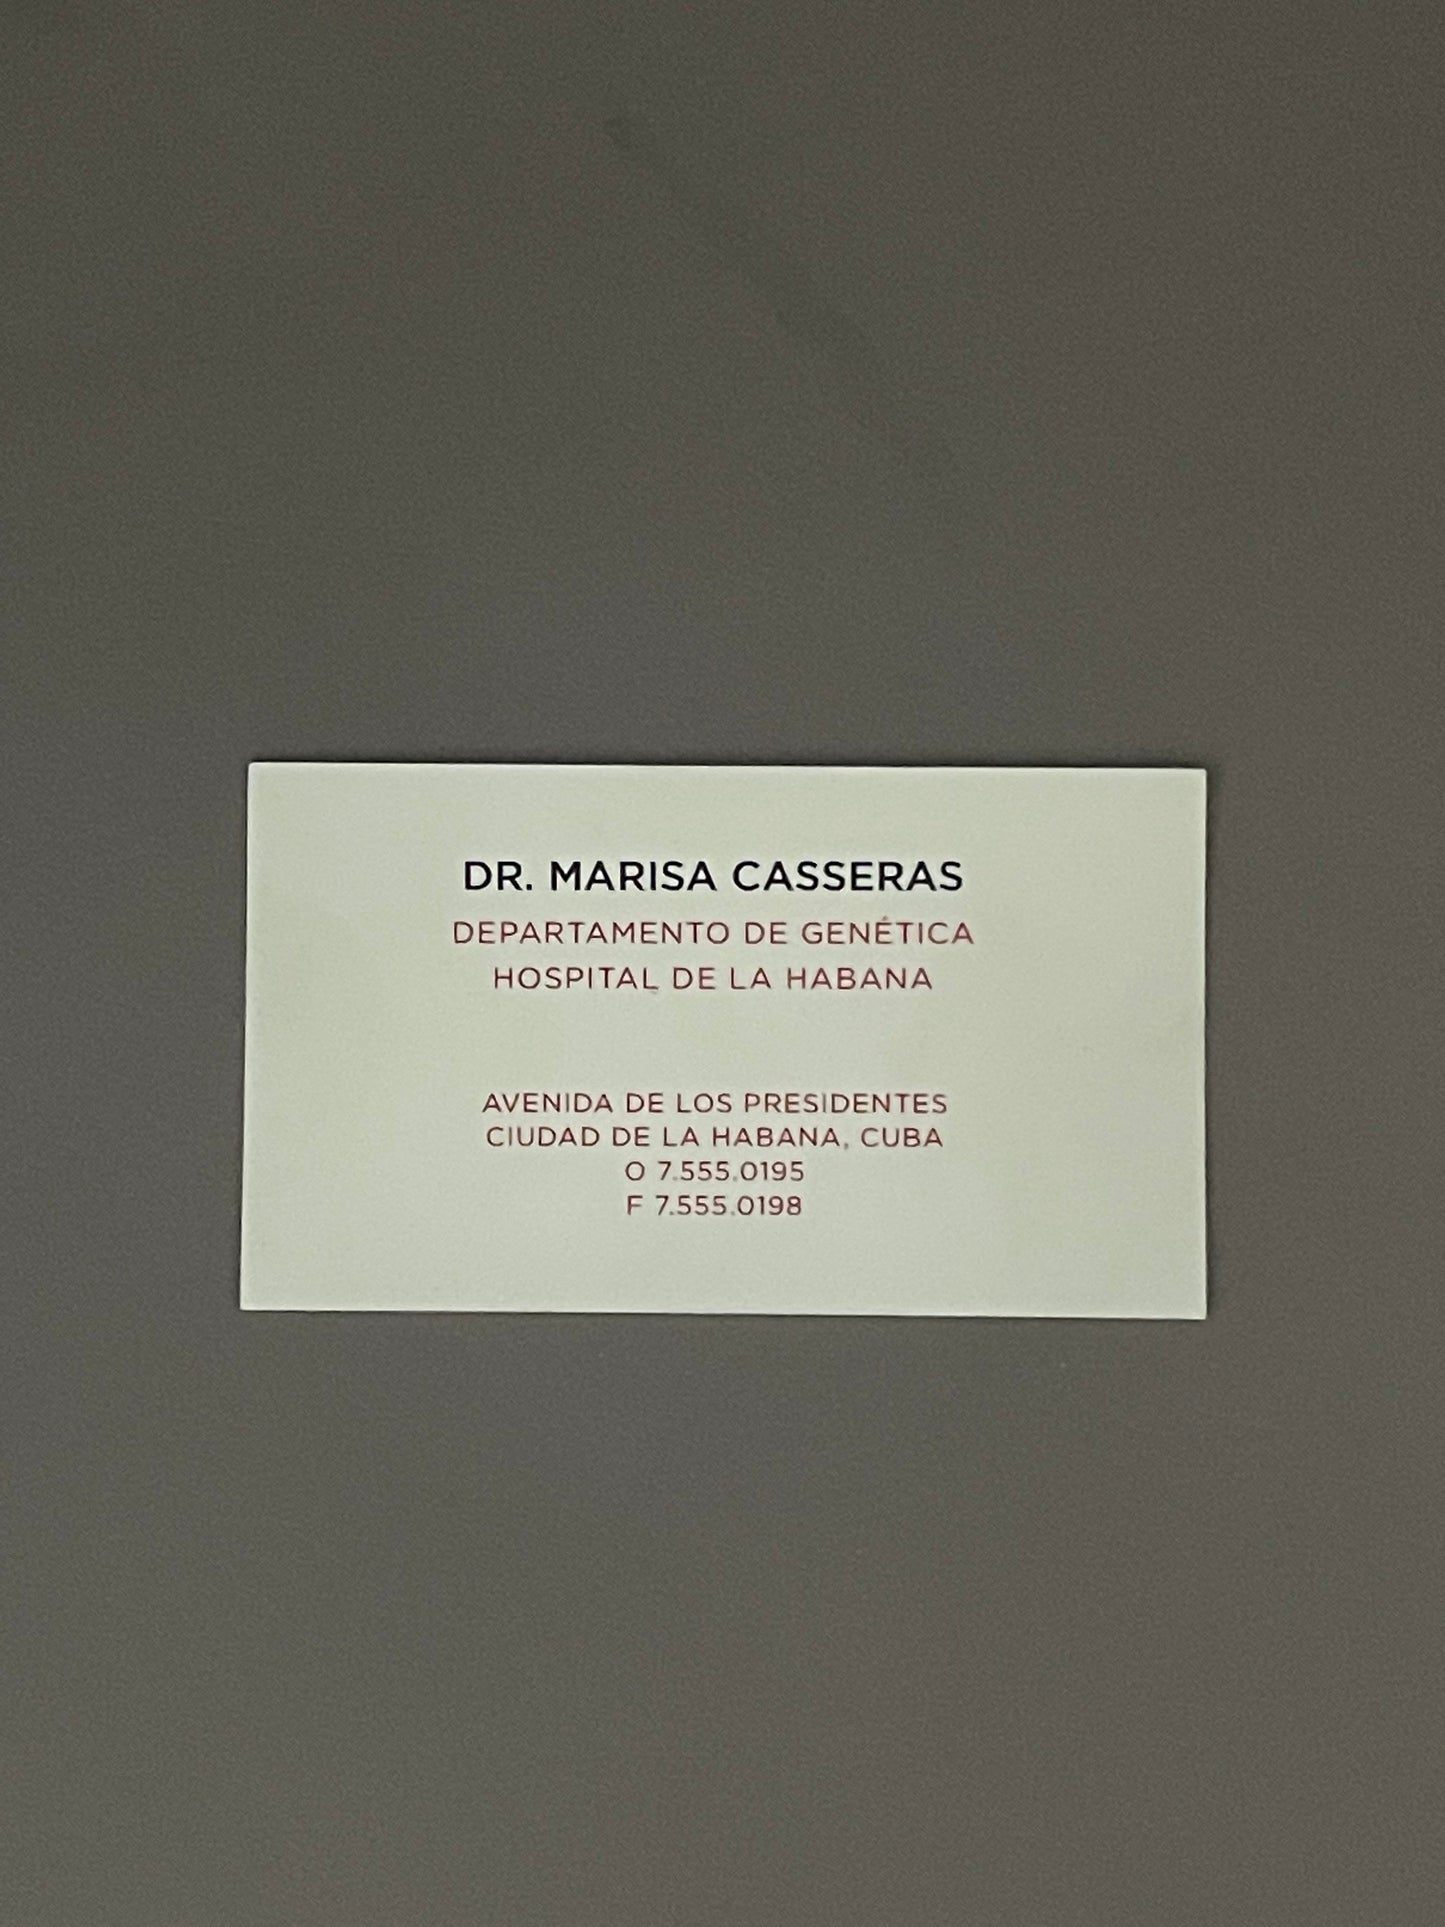 DR. MARISA CASSERAS
DEPARTAMENTO DE GENÉTICA
HOSPITAL DE LA HABANA
AVENIDA DE LOS PRESIDENTES
CIUDAD DE LA HABANA, CUBA
O 7.555.0195
F 7.555.0198